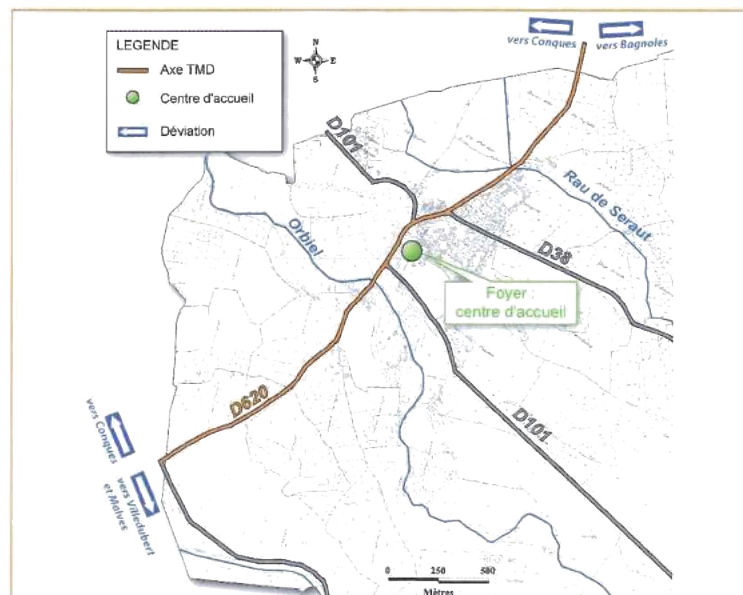 LEGENDE
Axe TMD
Centre d'accueil
Déviation
N
W E
S
vers Conques
vers Bagnoles
D101
Rau de Seraut
Orbiel
D38
Foyer :
centre d'accueil
D620
D101
vers Conques
vers Villedubert
et Malves
0 250 500
Mètres